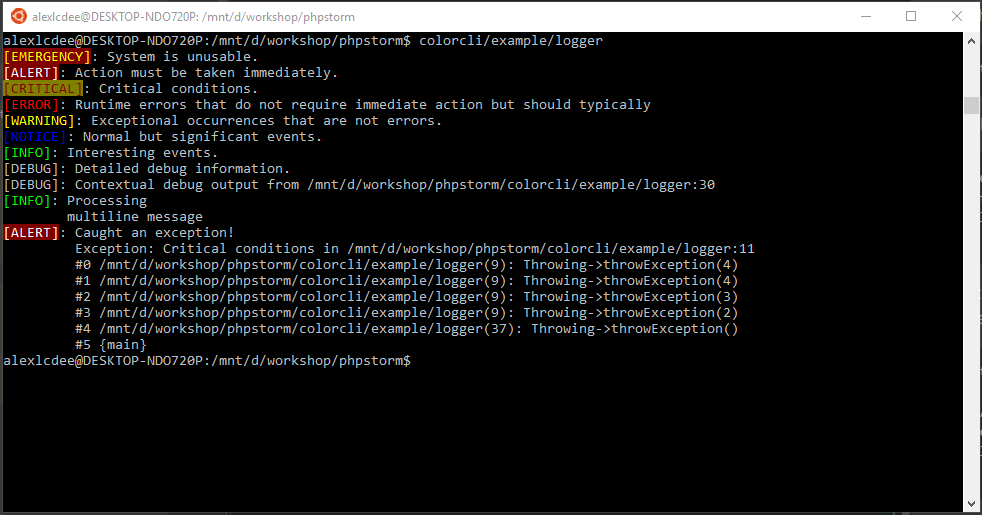 alexlcdee@DESKTOP-NDO720P: /mnt/d/workshop/phpstorm
alexlcdee@DESKTOP-NDO720P:/mnt/d/workshop/phpstorm$ colorcli/example/logger
[EMERGENCY]: System is unusable.
[ALERT]: Action must be taken immediately.
[CRITICAL]: Critical conditions.
[ERROR]: Runtime errors that do not require immediate action but should typically
[WARNING]: Exceptional occurrences that are not errors.
[NOTICE]: Normal but significant events.
[INFO]: Interesting events.
[DEBUG]: Detailed debug information.
[DEBUG]: Contextual debug output from /mnt/d/workshop/phpstorm/colorcli/example/logger:30
[INFO]: Processing
multiline message
[ALERT]: Caught an exception!
Exception: Critical conditions in /mnt/d/workshop/phpstorm/colorcli/example/logger:11
#0 /mnt/d/workshop/phpstorm/colorcli/example/logger(9): Throwing->throwException(4)
#1 /mnt/d/workshop/phpstorm/colorcli/example/logger(9): Throwing->throwException(4)
#2 /mnt/d/workshop/phpstorm/colorcli/example/logger(9): Throwing->throwException(3)
#3 /mnt/d/workshop/phpstorm/colorcli/example/logger(9): Throwing->throwException(2)
#4 /mnt/d/workshop/phpstorm/colorcli/example/logger(37): Throwing->throwException()
#5 {main}
alexlcdee@DESKTOP-NDO720P:/mnt/d/workshop/phpstorm$